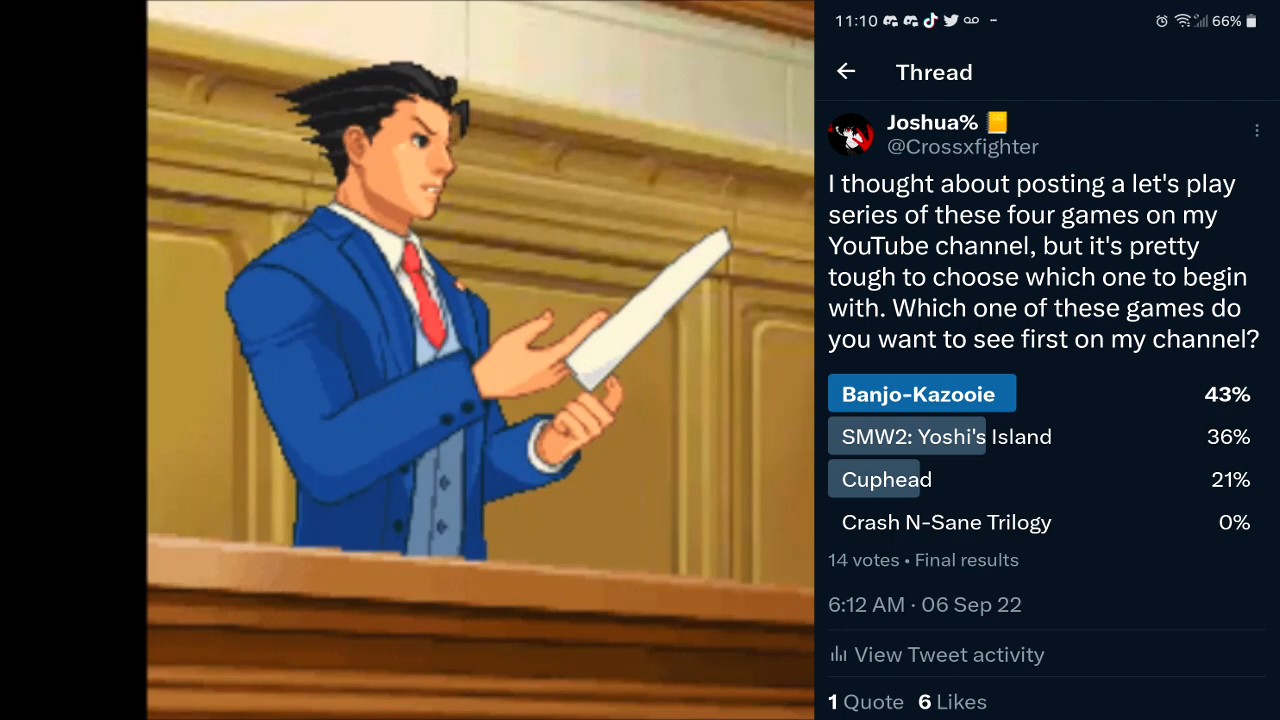 11:10
66%
Thread
Joshua% 📒
@Crossxfighter
I thought about posting a let's play
series of these four games on my
YouTube channel, but it's pretty
tough to choose which one to begin
with. Which one of these games do
you want to see first on my channel?
Banjo-Kazooie 43%
SMW2: Yoshi's Island 36%
Cuphead 21%
Crash N-Sane Trilogy 0%
14 votes • Final results
6:12 AM · 06 Sep 22
View Tweet activity
1 Quote 6 Likes